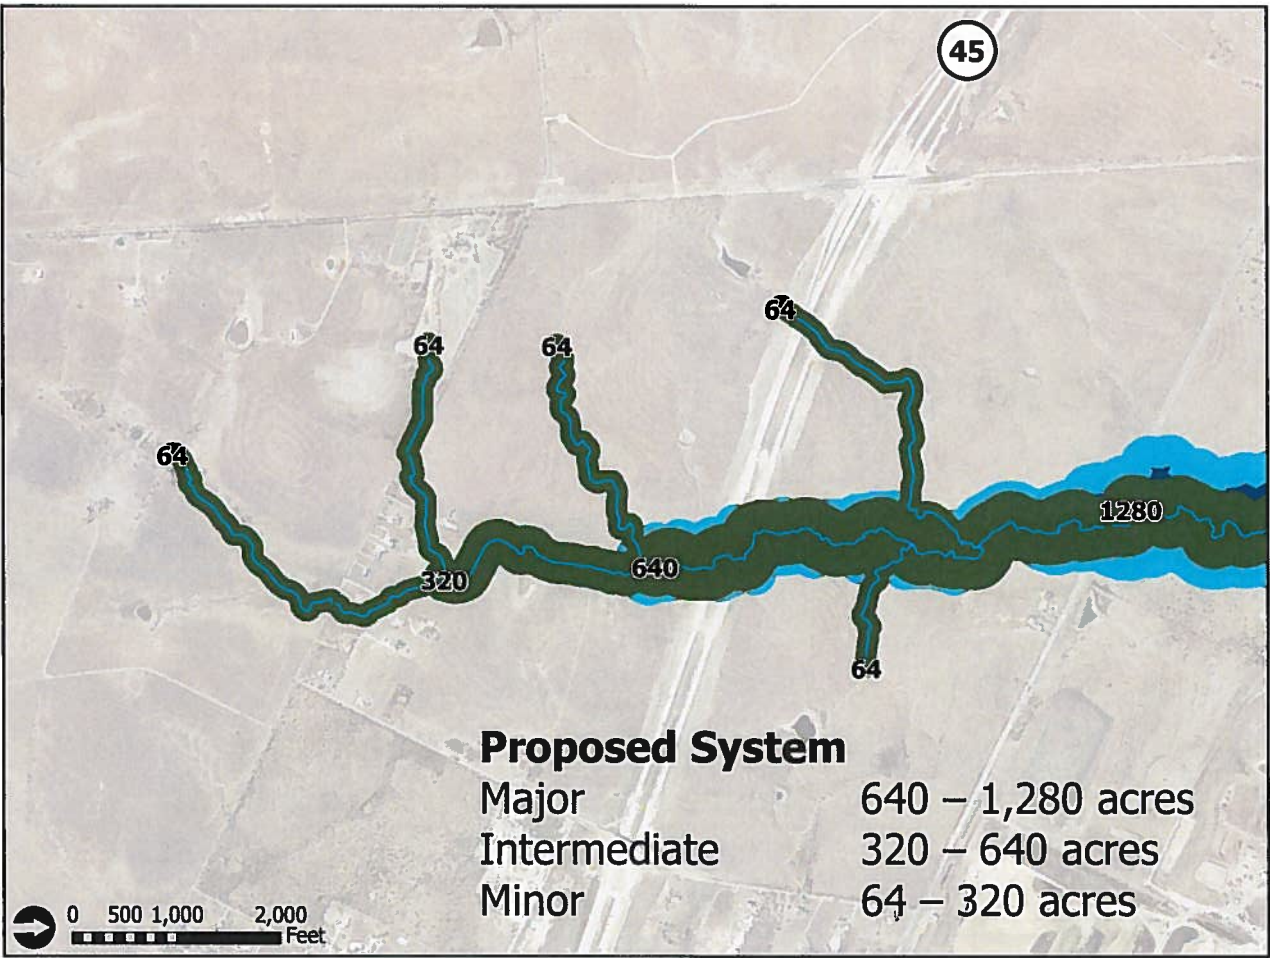 45
64
64
64
64
1280
640
320
64
Proposed System
Major 640 – 1,280 acres
Intermediate 320 – 640 acres
Minor 64 – 320 acres
0 500 1,000 2,000
Feet